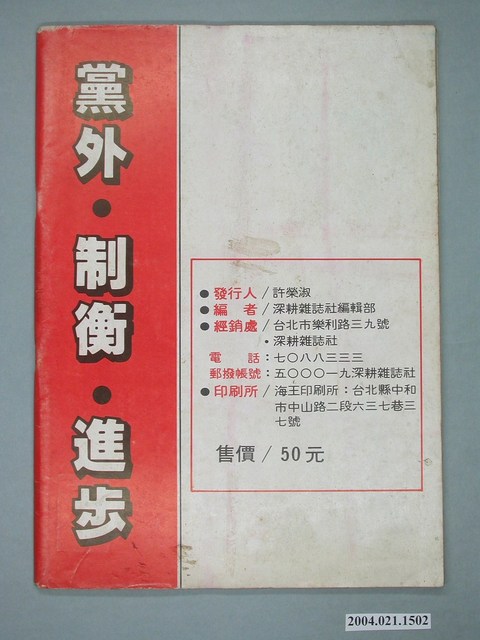 黨外・制衡・進步
● 發行人／許榮淑
● 編　者／深耕雜誌社編輯部
● 經銷處／台北市樂利路三九號
・深耕雜誌社
電　話：七〇八八三三三
郵撥帳號：五〇〇〇一九深耕雜誌社
● 印刷所／海王印刷所：台北縣中和
市中山路二段六三七巷三
七號
售價／50元
2004.021.1502